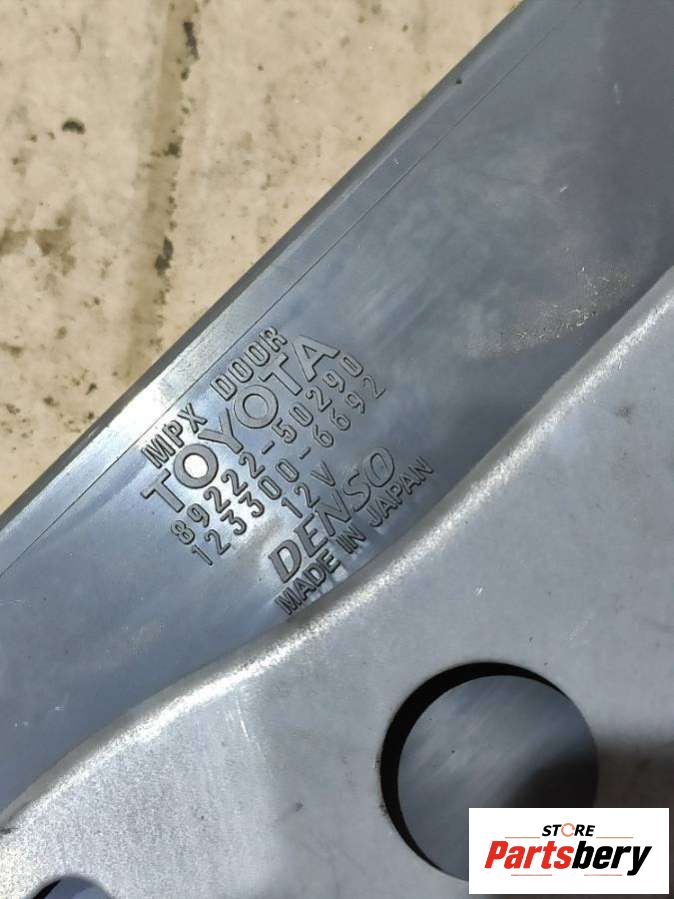 MPX DOOR
TOYOTA
89222-50290
123300-6692
12V
DENSO
MADE IN JAPAN
STORE
Partsbery